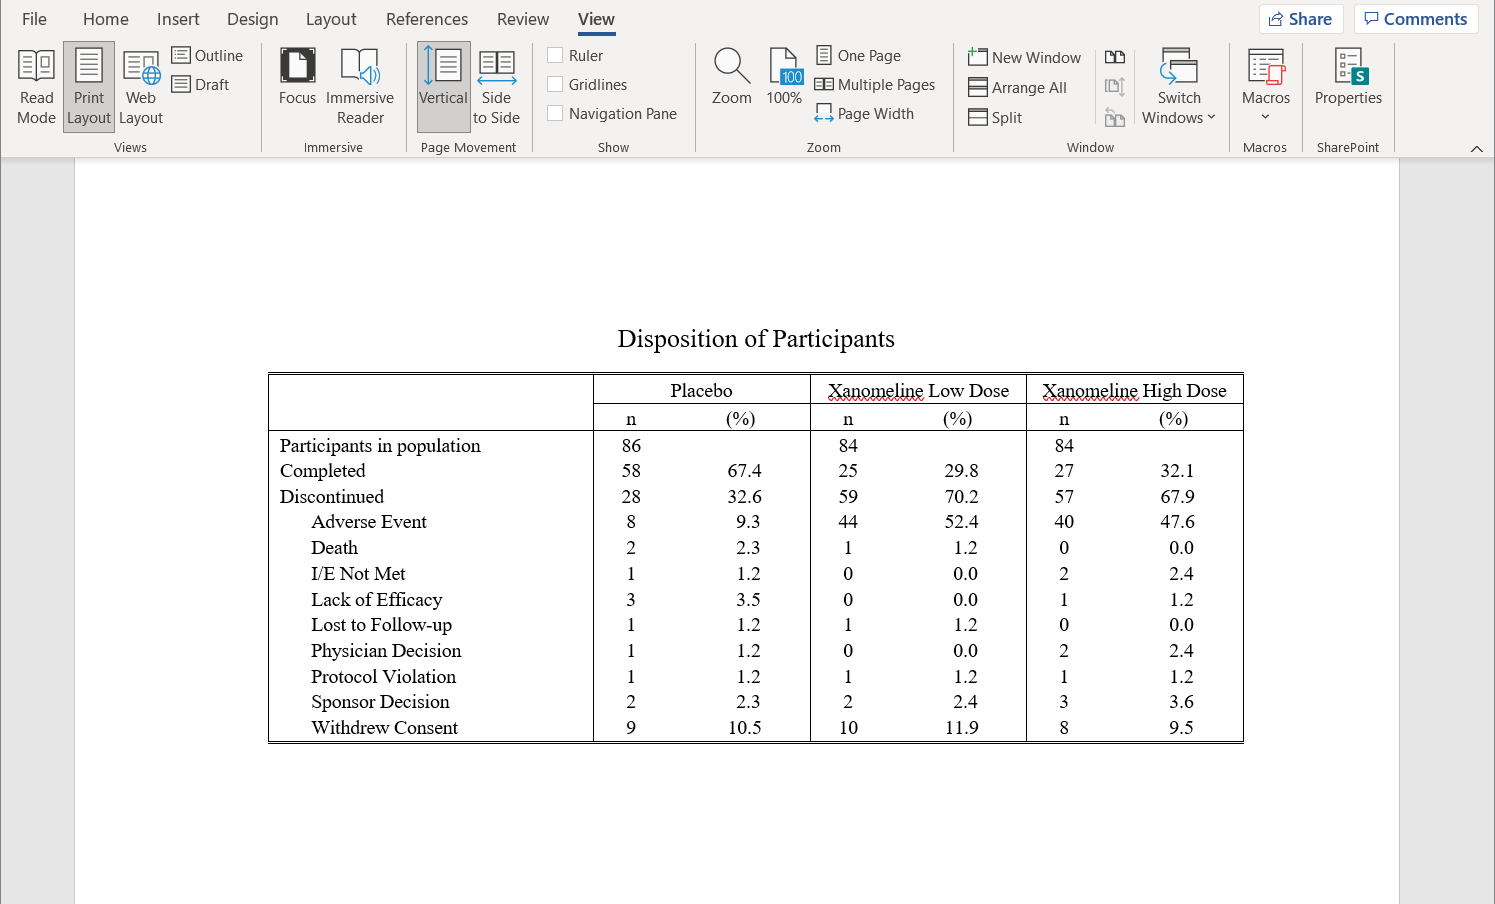 File Home Insert Design Layout References Review View Share Comments
Read Mode Print Layout Web Layout Outline Draft
Views
Focus Immersive Reader
Immersive
Vertical Side to Side
Page Movement
Ruler
Gridlines
Navigation Pane
Show
Zoom 100 100% One Page Multiple Pages Page Width
Zoom
New Window Arrange All Split Switch Windows
Window
Macros
Macros
S Properties
SharePoint
Disposition of Participants
Placebo Xanomeline Low Dose Xanomeline High Dose
n (%) n (%) n (%)
Participants in population 86 84 84
Completed 58 67.4 25 29.8 27 32.1
Discontinued 28 32.6 59 70.2 57 67.9
Adverse Event 8 9.3 44 52.4 40 47.6
Death 2 2.3 1 1.2 0 0.0
I/E Not Met 1 1.2 0 0.0 2 2.4
Lack of Efficacy 3 3.5 0 0.0 1 1.2
Lost to Follow-up 1 1.2 1 1.2 0 0.0
Physician Decision 1 1.2 0 0.0 2 2.4
Protocol Violation 1 1.2 1 1.2 1 1.2
Sponsor Decision 2 2.3 2 2.4 3 3.6
Withdrew Consent 9 10.5 10 11.9 8 9.5